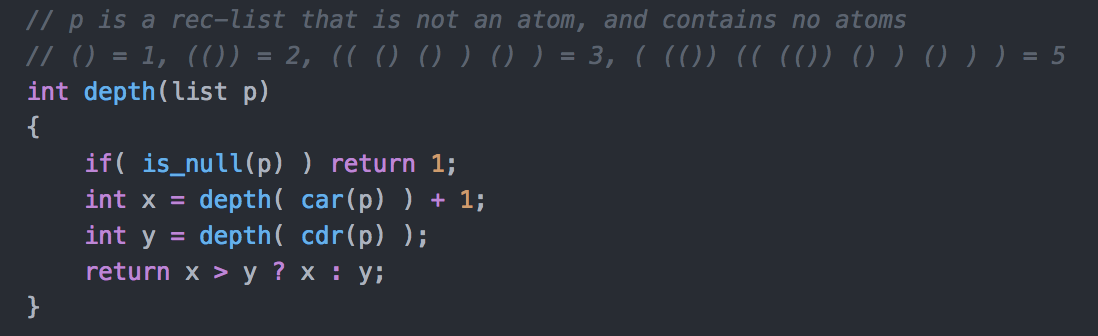 // p is a rec-list that is not an atom, and contains no atoms
// () = 1, (()) = 2, (( () () ) () ) = 3, ( (()) (( (()) () ) () ) ) = 5
int depth(list p)
{
    if( is_null(p) ) return 1;
    int x = depth( car(p) ) + 1;
    int y = depth( cdr(p) );
    return x > y ? x : y;
}